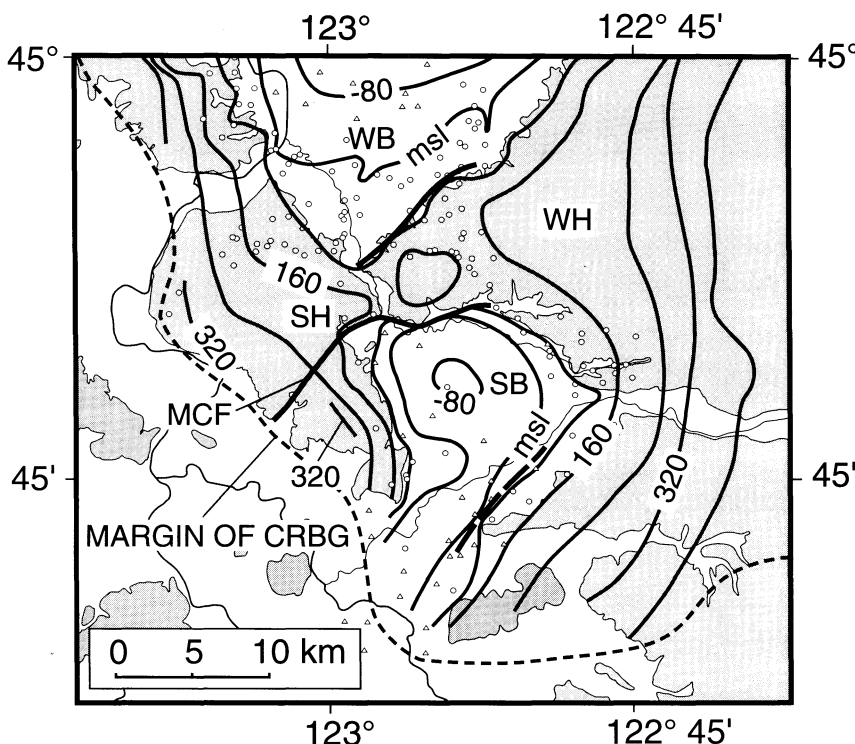 123° 122° 45'
45° 45°
-80
WB
msl
WH
160
SH
320
-80
SB
MCF
msl
160
320
320
45' 45'
MARGIN OF CRBG
0 5 10 km
123° 122° 45'